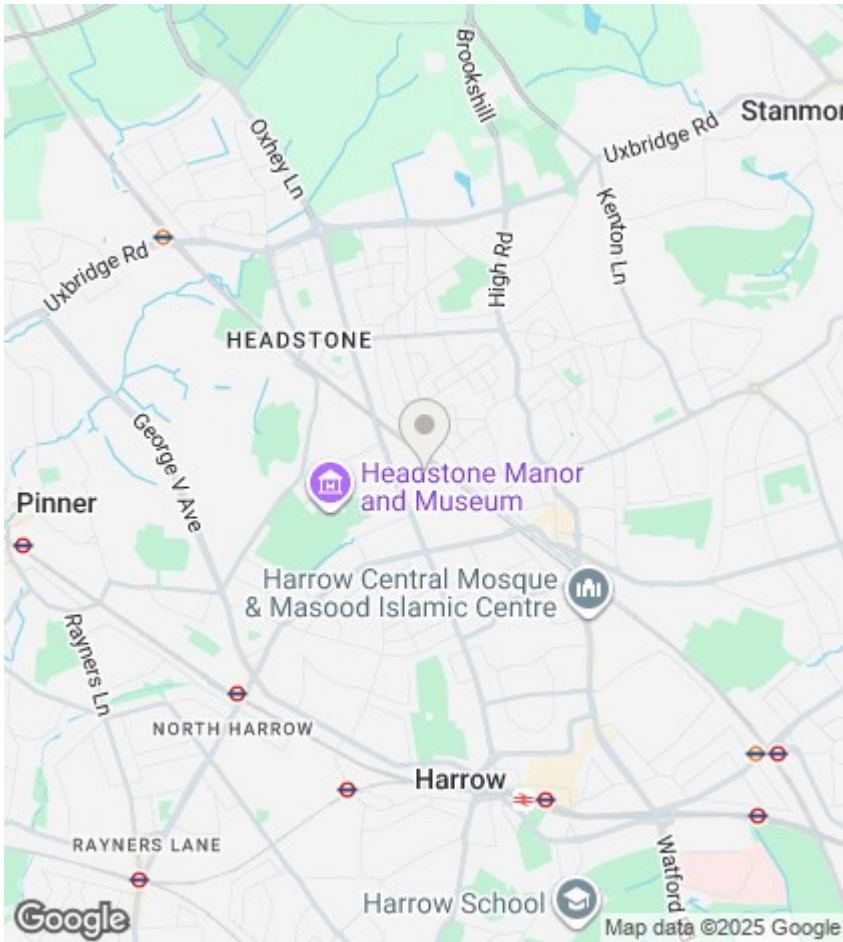 Brookshill
Stanmor
Oxhey Ln
Uxbridge Rd
Kenton Ln
Uxbridge Rd
High Rd
HEADSTONE
George V Ave
Headstone Manor
and Museum
Pinner
Harrow Central Mosque
& Masood Islamic Centre
Rayners Ln
NORTH HARROW
Harrow
RAYNERS LANE
Watford
Harrow School
Google
Map data ©2025 Google